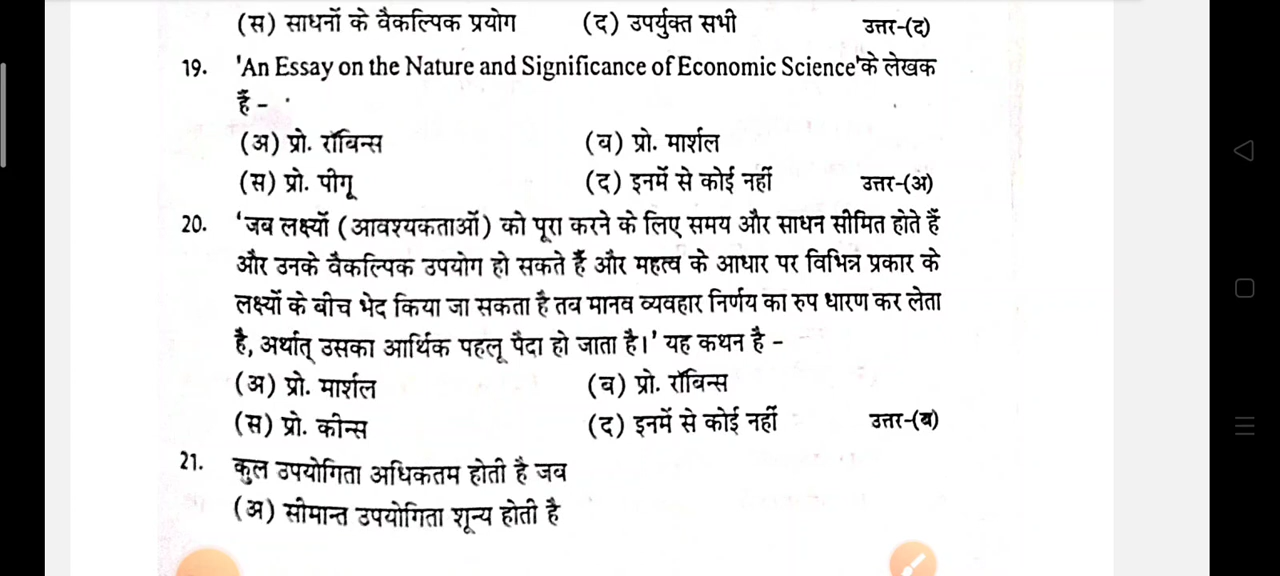 (स) साधनों के वैकल्पिक प्रयोग (द) उपर्युक्त सभी उत्तर-(द)
19. 'An Essay on the Nature and Significance of Economic Science'के लेखक
हैं -
(अ) प्रो. रॉबिन्स (ब) प्रो. मार्शल
(स) प्रो. पीगू (द) इनमें से कोई नहीं उत्तर-(अ)
20. 'जब लक्ष्यों (आवश्यकताओं) को पूरा करने के लिए समय और साधन सीमित होते हैं
और उनके वैकल्पिक उपयोग हो सकते हैं और महत्व के आधार पर विभिन्न प्रकार के
लक्ष्यों के बीच भेद किया जा सकता है तब मानव व्यवहार निर्णय का रुप धारण कर लेता
है, अर्थात् उसका आर्थिक पहलू पैदा हो जाता है।' यह कथन है -
(अ) प्रो. मार्शल (ब) प्रो. रॉबिन्स
(स) प्रो. कीन्स (द) इनमें से कोई नहीं उत्तर-(ब)
21. कुल उपयोगिता अधिकतम होती है जब
(अ) सीमान्त उपयोगिता शून्य होती है